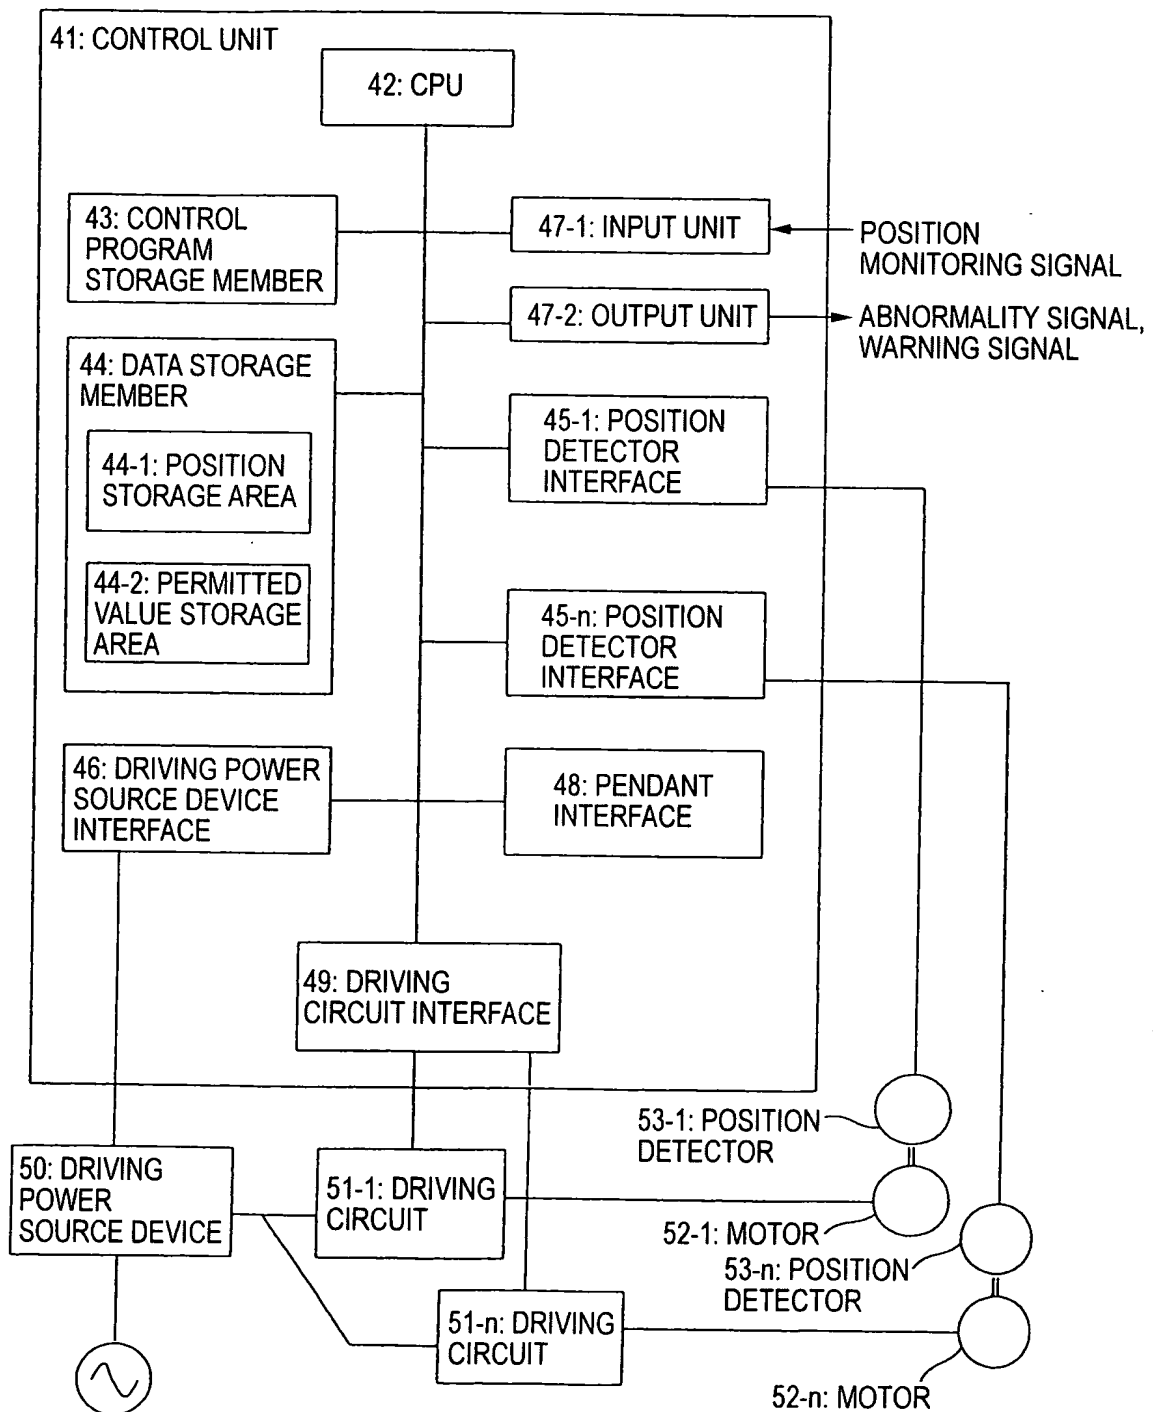 41: CONTROL UNIT
42: CPU
43: CONTROL
PROGRAM
STORAGE MEMBER
47-1: INPUT UNIT
POSITION
MONITORING SIGNAL
47-2: OUTPUT UNIT
ABNORMALITY SIGNAL,
WARNING SIGNAL
44: DATA STORAGE
MEMBER
44-1: POSITION
STORAGE AREA
44-2: PERMITTED
VALUE STORAGE
AREA
45-1: POSITION
DETECTOR
INTERFACE
45-n: POSITION
DETECTOR
INTERFACE
46: DRIVING POWER
SOURCE DEVICE
INTERFACE
48: PENDANT
INTERFACE
49: DRIVING
CIRCUIT INTERFACE
53-1: POSITION
DETECTOR
50: DRIVING
POWER
SOURCE DEVICE
51-1: DRIVING
CIRCUIT
52-1: MOTOR
53-n: POSITION
DETECTOR
51-n: DRIVING
CIRCUIT
52-n: MOTOR